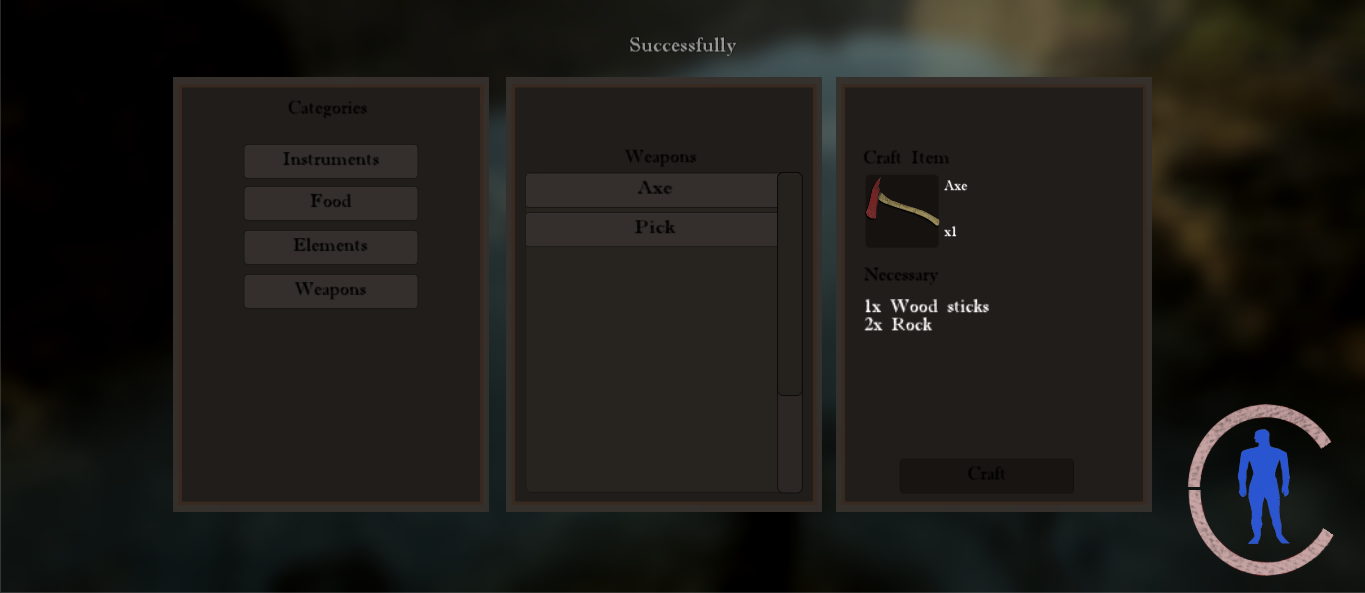 Successfully
Categories
Instruments
Food
Elements
Weapons
Weapons
Axe
Pick
Craft Item
Axe
x1
Necessary
1x Wood sticks
2x Rock
Craft